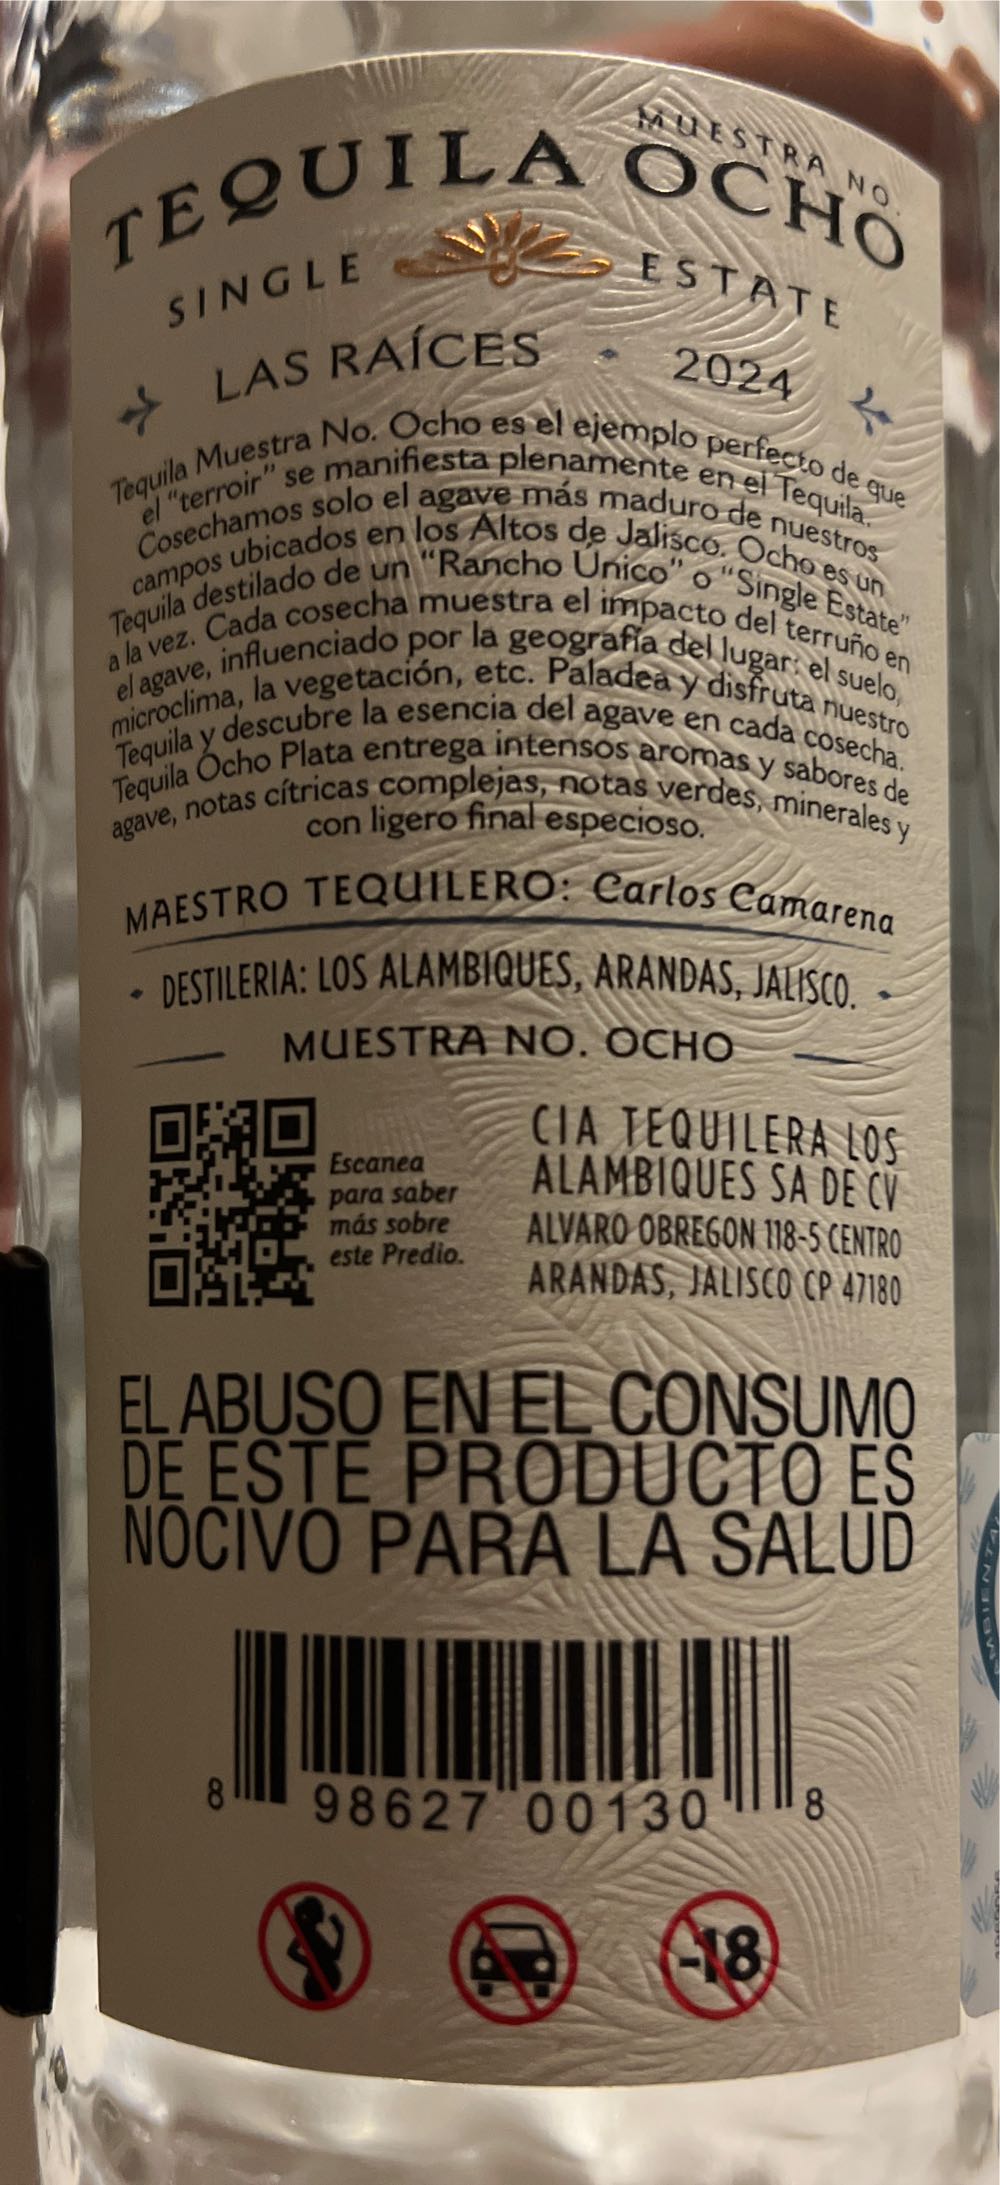 MUESTRA NO.
TEQUILA OCHO
SINGLE ESTATE
LAS RAÍCES · 2024
Tequila Muestra No. Ocho es el ejemplo perfecto de que
el “terroir” se manifiesta plenamente en el Tequila.
Cosechamos solo el agave más maduro de nuestros
campos ubicados en los Altos de Jalisco. Ocho es un
Tequila destilado de un “Rancho Único” o “Single Estate”
a la vez. Cada cosecha muestra el impacto del terruño en
el agave, influenciado por la geografía del lugar: el suelo,
microclima, la vegetación, etc. Paladea y disfruta nuestro
Tequila y descubre la esencia del agave en cada cosecha.
Tequila Ocho Plata entrega intensos aromas y sabores de
agave, notas cítricas complejas, notas verdes, minerales y
con ligero final especioso.
MAESTRO TEQUILERO: Carlos Camarena
· DESTILERIA: LOS ALAMBIQUES, ARANDAS, JALISCO. ·
MUESTRA NO. OCHO
Escanea
para saber
más sobre
este Predio.
CIA TEQUILERA LOS
ALAMBIQUES SA DE CV
ALVARO OBREGON 118-5 CENTRO
ARANDAS, JALISCO CP 47180
EL ABUSO EN EL CONSUMO
DE ESTE PRODUCTO ES
NOCIVO PARA LA SALUD
8 98627 00130 8
-18